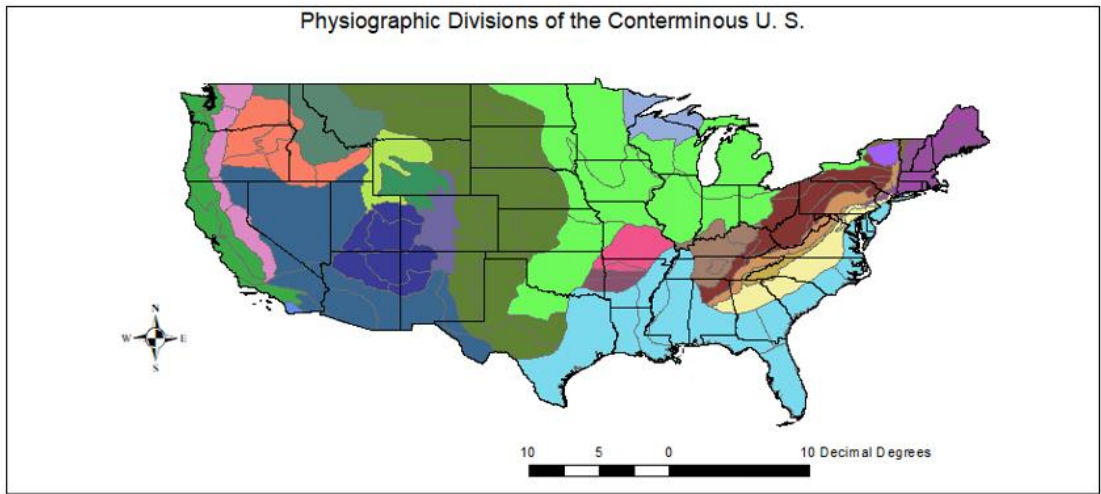 Physiographic Divisions of the Conterminous U. S.
N
W E
S
10 5 0 10 Decimal Degrees